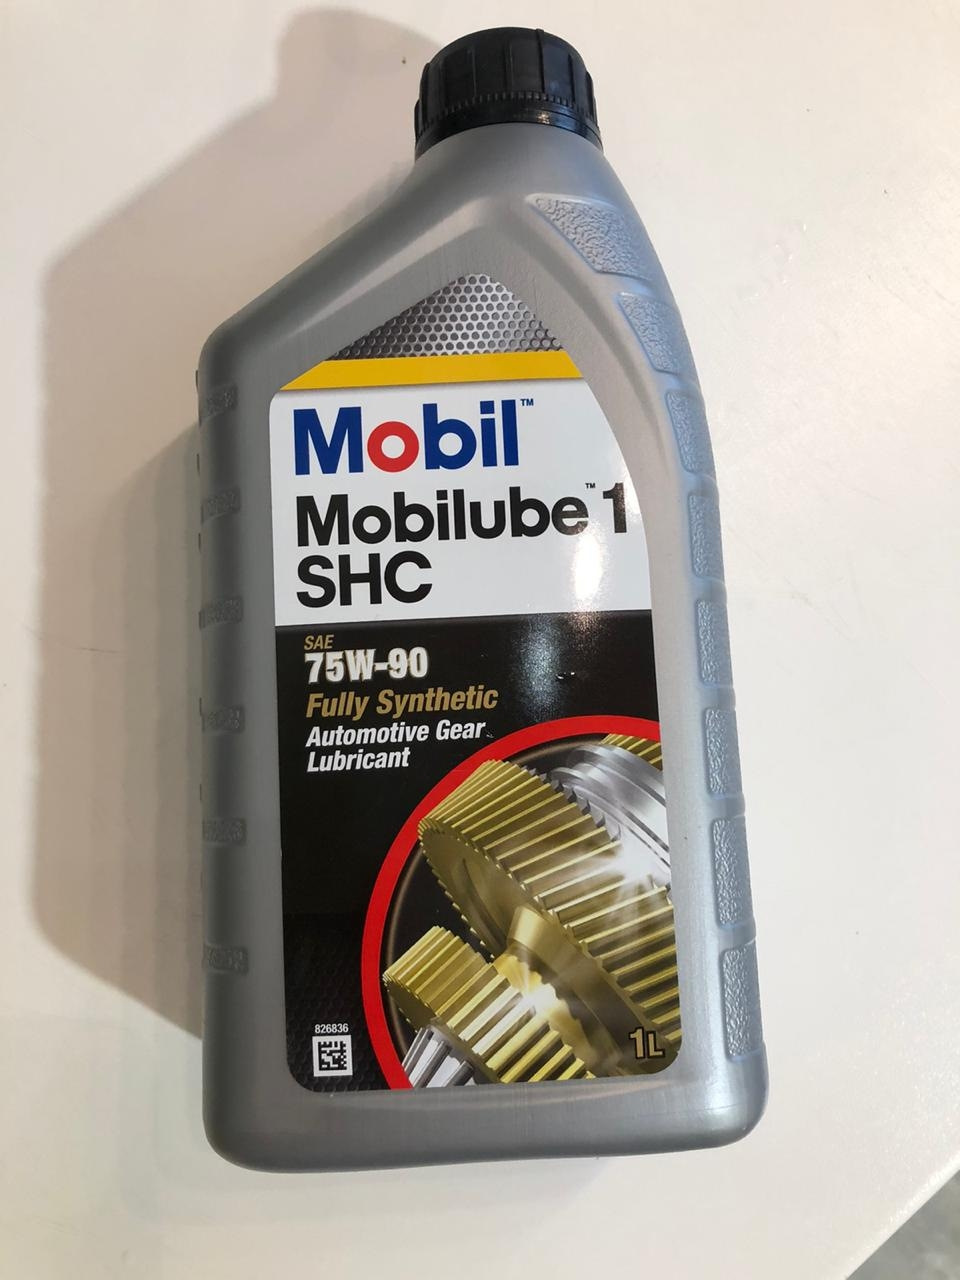 Mobil™
Mobilube™ 1
SHC
SAE
75W-90
Fully Synthetic
Automotive Gear
Lubricant
826836
1L